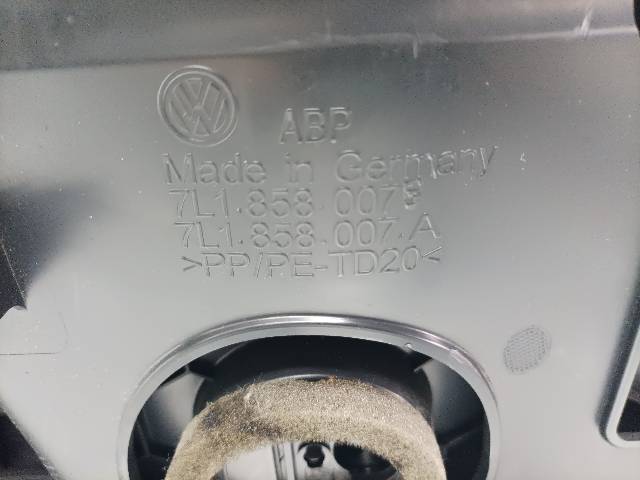 ABP
Made in Germany
7L1.858.007
7L1.858.007.A
>PP/PE-TD20<